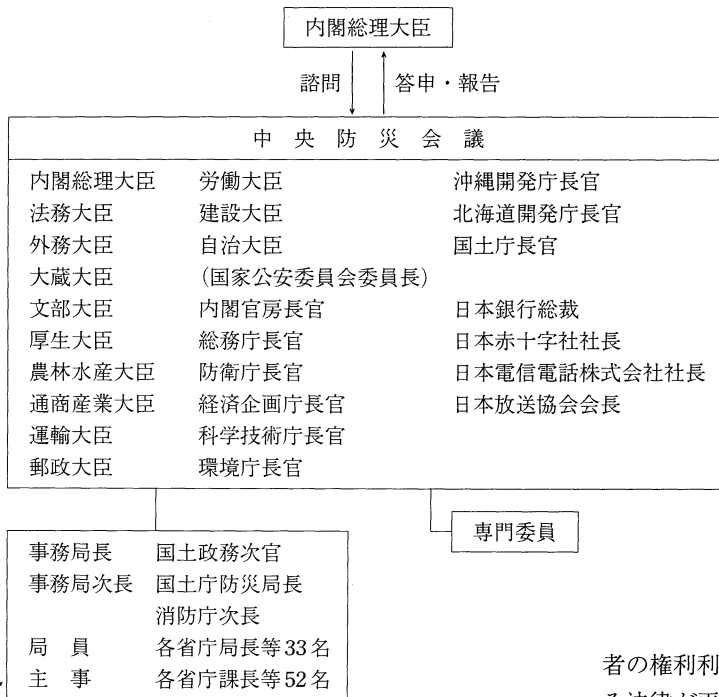 内閣総理大臣
諮問 答申・報告
中央防災会議
内閣総理大臣 労働大臣 沖縄開発庁長官
法務大臣 建設大臣 北海道開発庁長官
外務大臣 自治大臣 国土庁長官
大蔵大臣 (国家公安委員会委員長)
文部大臣 内閣官房長官 日本銀行総裁
厚生大臣 総務庁長官 日本赤十字社社長
農林水産大臣 防衛庁長官 日本電信電話株式会社社長
通商産業大臣 経済企画庁長官 日本放送協会会長
運輸大臣 科学技術庁長官
郵政大臣 環境庁長官
専門委員
事務局長 国土政務次官
事務局次長 国土庁防災局長
消防庁次長
局員 各省庁局長等33名
主事 各省庁課長等52名
者の権利利